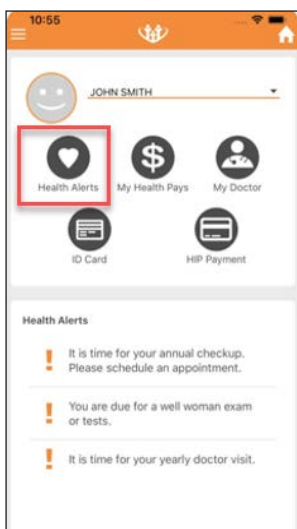 10:55
JOHN SMITH
Health Alerts
My Health Pays
My Doctor
ID Card
HIP Payment
Health Alerts
It is time for your annual checkup.
Please schedule an appointment.
You are due for a well woman exam
or tests.
It is time for your yearly doctor visit.